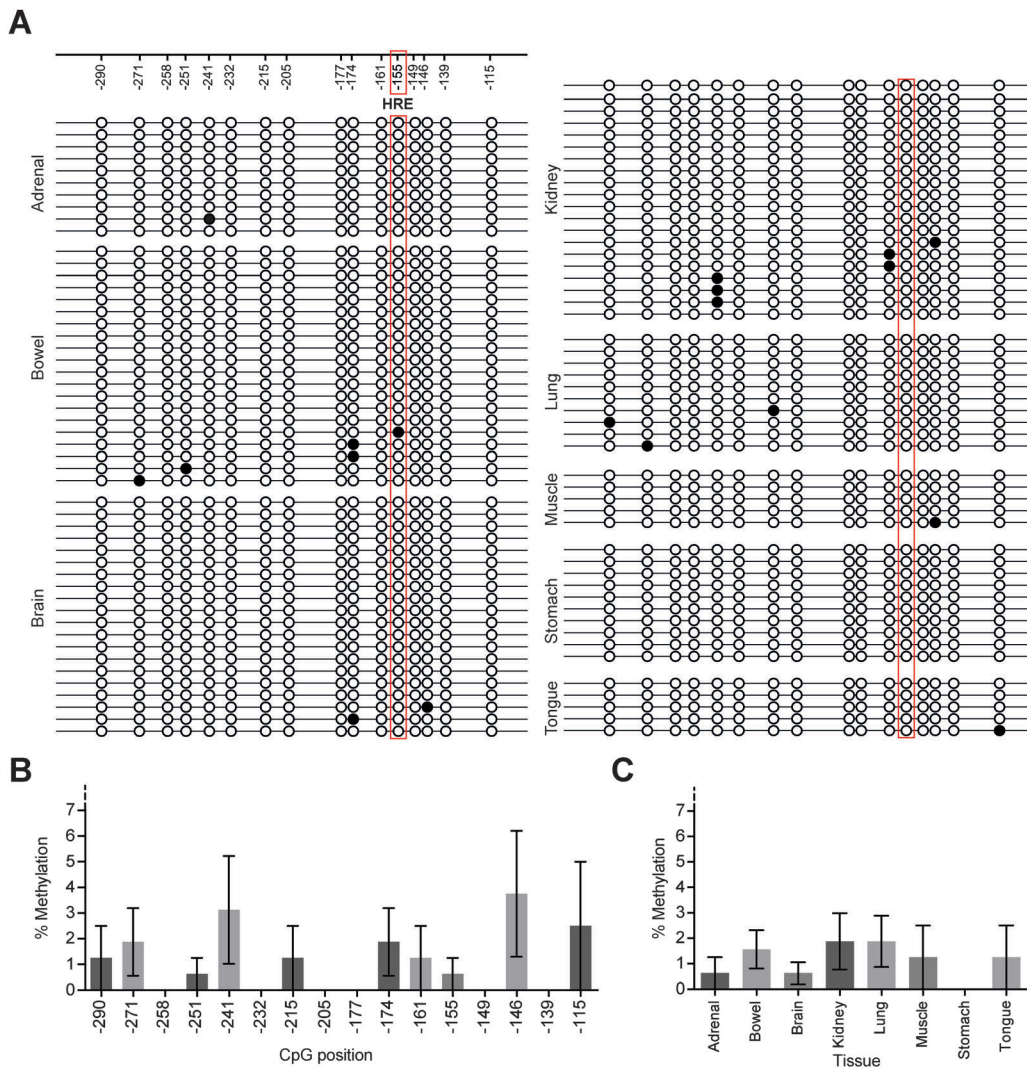 A
-290 -271 -258 -251 -241 -232 -215 -205 -177 -174 -161 -155 -149 -146 -139 -115
HRE
Adrenal
Bowel
Brain
Kidney
Lung
Muscle
Stomach
Tongue
B
% Methylation
7
6
5
4
3
2
1
0
-290 -271 -258 -251 -241 -232 -215 -205 -177 -174 -161 -155 -149 -146 -139 -115
CpG position
C
% Methylation
7
6
5
4
3
2
1
0
Adrenal Bowel Brain Kidney Lung Muscle Stomach Tongue
Tissue